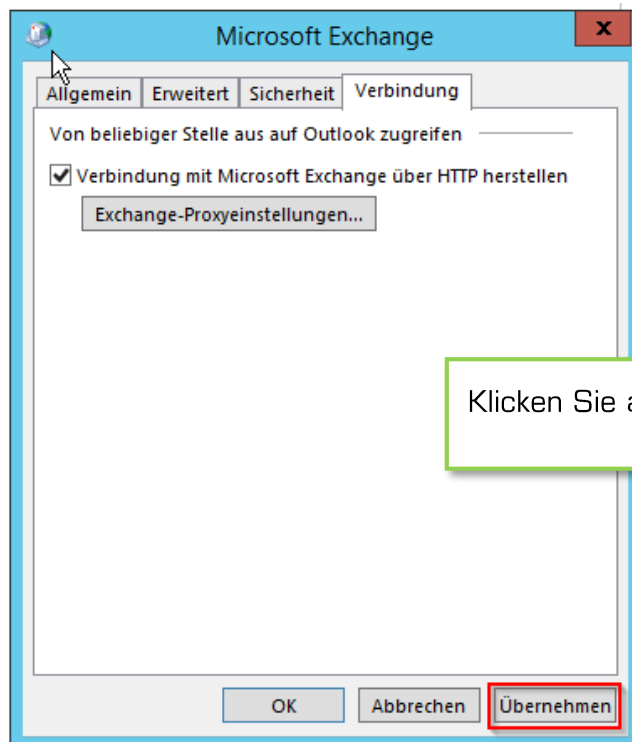 Microsoft Exchange
x
Allgemein Erweitert Sicherheit Verbindung
Von beliebiger Stelle aus auf Outlook zugreifen
Verbindung mit Microsoft Exchange über HTTP herstellen
Exchange-Proxyeinstellungen...
Klicken Sie
OK Abbrechen Übernehmen